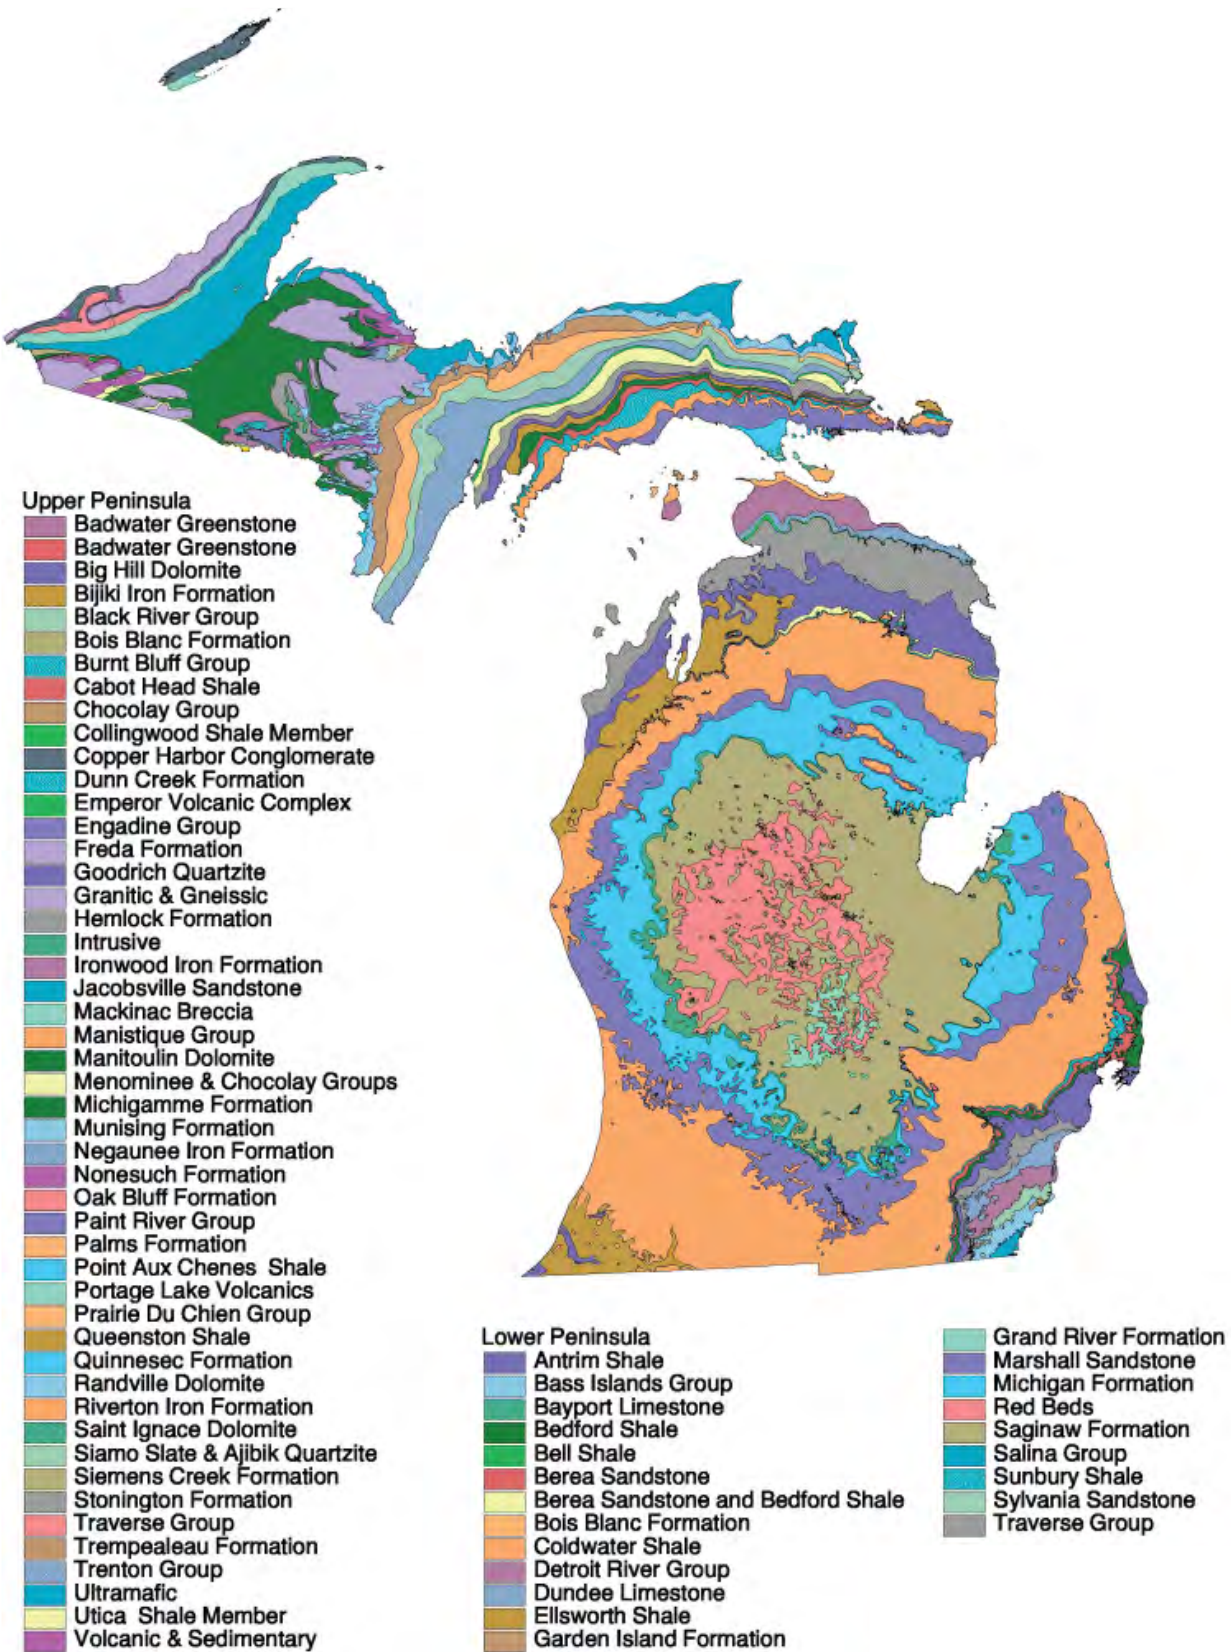 Upper Peninsula
Badwater Greenstone
Badwater Greenstone
Big Hill Dolomite
Bijiki Iron Formation
Black River Group
Bois Blanc Formation
Burnt Bluff Group
Cabot Head Shale
Chocolay Group
Collingwood Shale Member
Copper Harbor Conglomerate
Dunn Creek Formation
Emperor Volcanic Complex
Engadine Group
Freda Formation
Goodrich Quartzite
Granitic & Gneissic
Hemlock Formation
Intrusive
Ironwood Iron Formation
Jacobsville Sandstone
Mackinac Breccia
Manistique Group
Manitoulin Dolomite
Menominee & Chocolay Groups
Michigamme Formation
Munising Formation
Negaunee Iron Formation
Nonesuch Formation
Oak Bluff Formation
Paint River Group
Palms Formation
Point Aux Chenes Shale
Portage Lake Volcanics
Prairie Du Chien Group
Queenston Shale
Quinnesec Formation
Randville Dolomite
Riverton Iron Formation
Saint Ignace Dolomite
Siamo Slate & Ajibik Quartzite
Siemens Creek Formation
Stonington Formation
Traverse Group
Trempealeau Formation
Trenton Group
Ultramafic
Utica Shale Member
Volcanic & Sedimentary
Lower Peninsula
Antrim Shale
Bass Islands Group
Bayport Limestone
Bedford Shale
Bell Shale
Berea Sandstone
Berea Sandstone and Bedford Shale
Bois Blanc Formation
Coldwater Shale
Detroit River Group
Dundee Limestone
Ellsworth Shale
Garden Island Formation
Grand River Formation
Marshall Sandstone
Michigan Formation
Red Beds
Saginaw Formation
Salina Group
Sunbury Shale
Sylvania Sandstone
Traverse Group